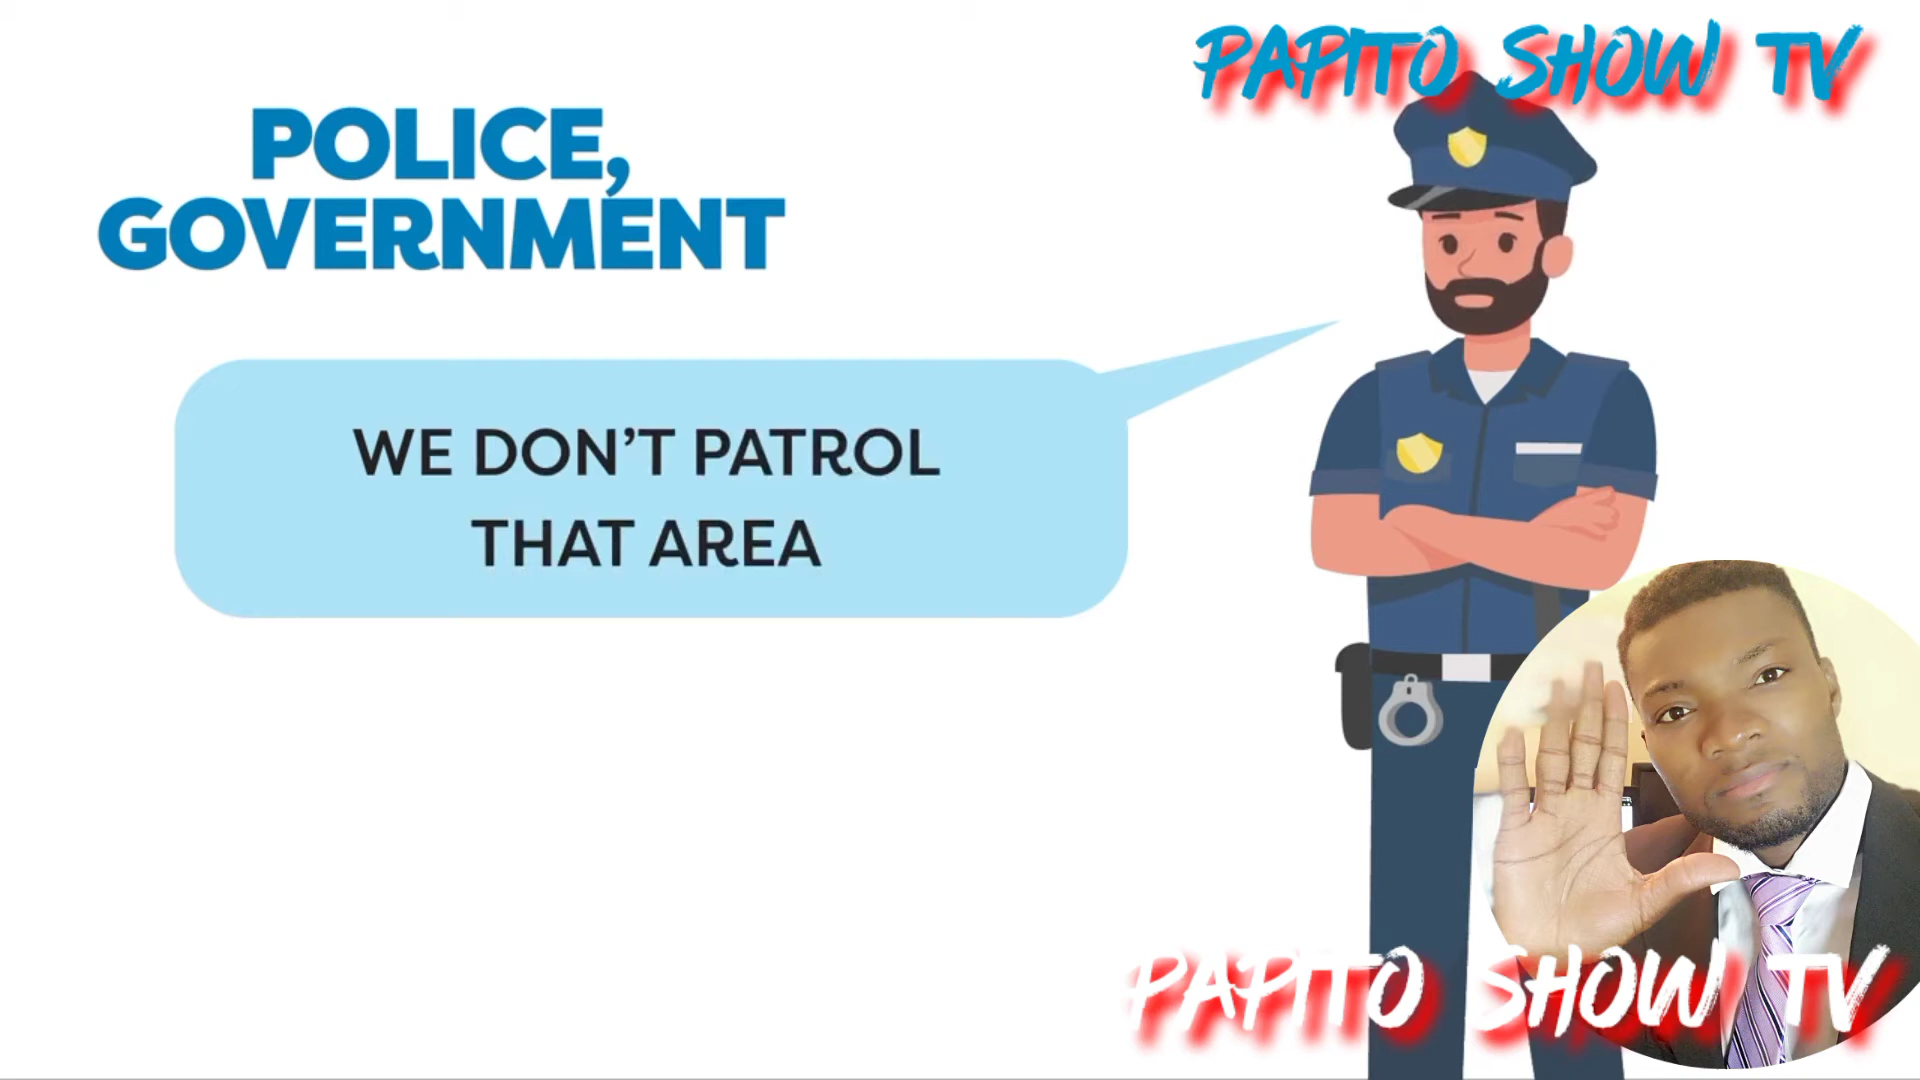 PAPITO SHOW TV
POLICE,
GOVERNMENT
WE DON’T PATROL
THAT AREA
PAPITO SHOW TV